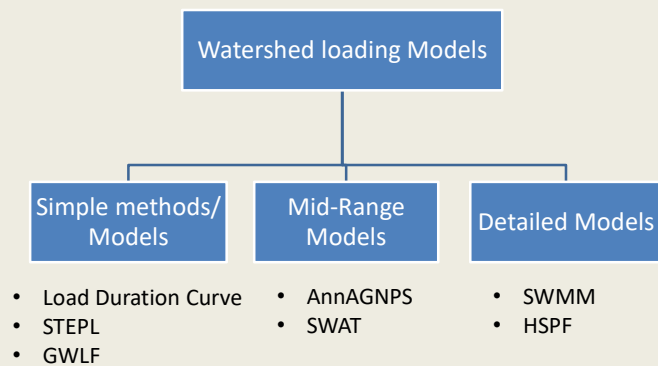 Watershed loading Models
Simple methods/
Models
Mid-Range
Models
Detailed Models
• Load Duration Curve
• STEPL
• GWLF
• AnnAGNPS
• SWAT
• SWMM
• HSPF